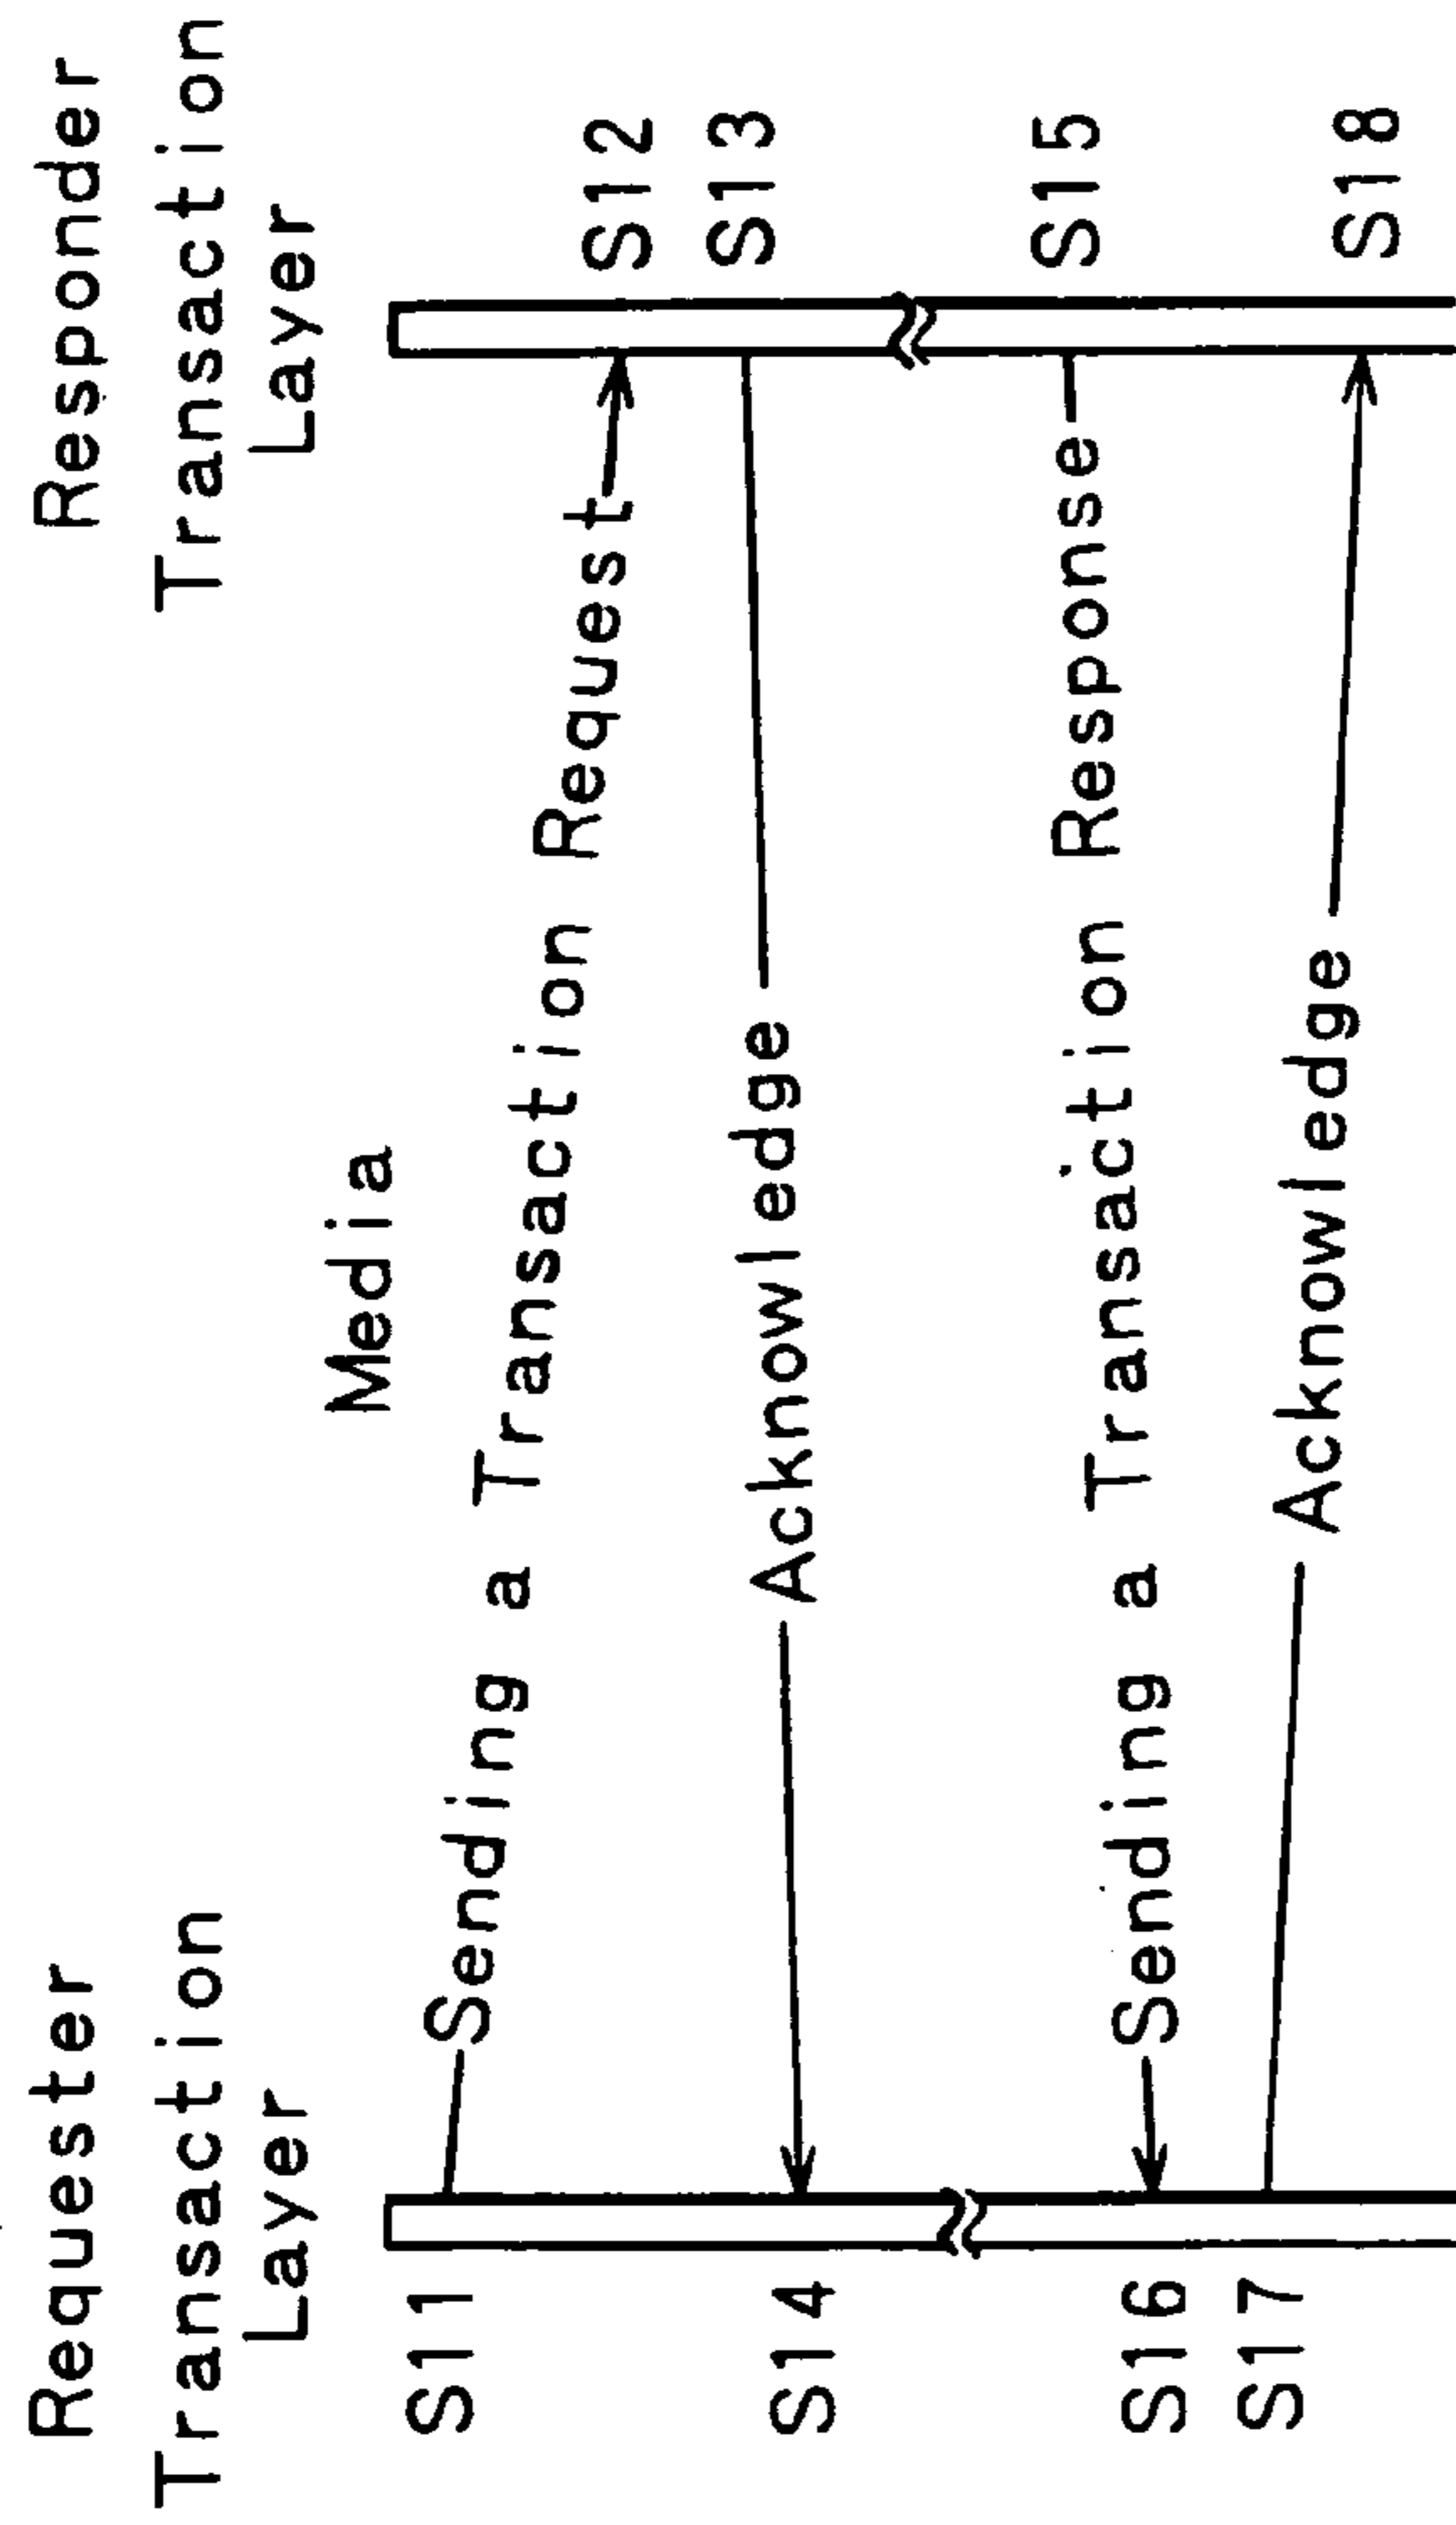 Requester
Transaction
Layer
Media
Responder
Transaction
Layer
S11
Sending a Transaction Request
S12
S13
Acknowledge
S14
S15
Sending a Transaction Response
S16
S17
Acknowledge
S18